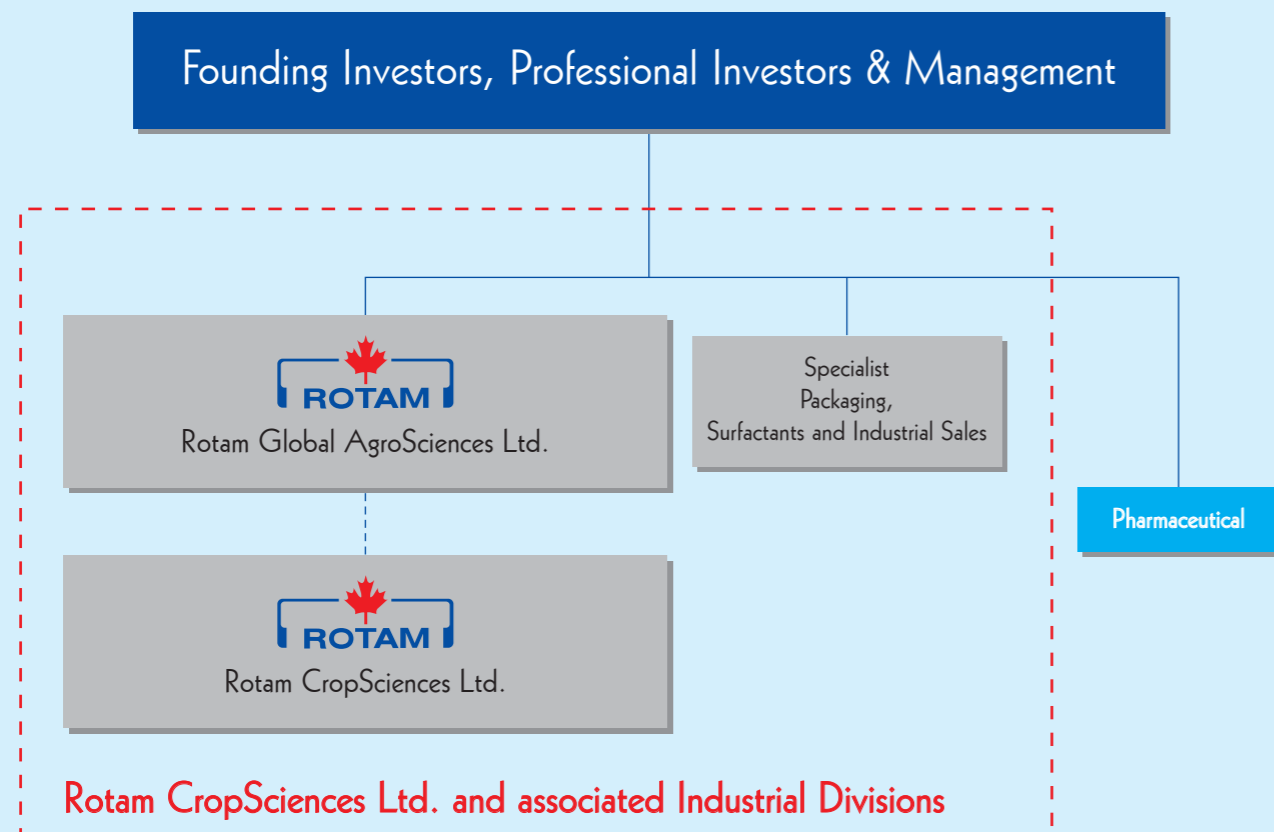 Founding Investors, Professional Investors & Management
ROTAM
Rotam Global AgroSciences Ltd.
Specialist
Packaging,
Surfactants and Industrial Sales
Pharmaceutical
ROTAM
Rotam CropSciences Ltd.
Rotam CropSciences Ltd. and associated Industrial Divisions